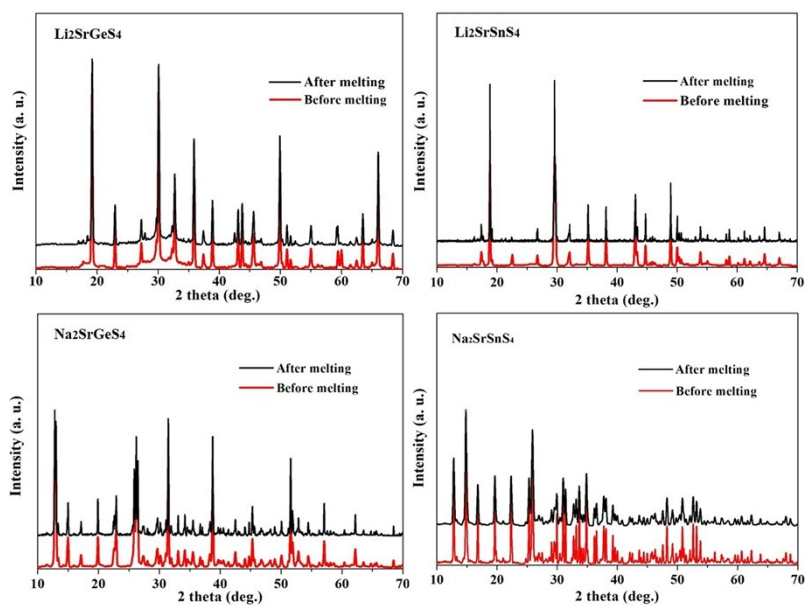 Li2SrGeS4
After melting
Before melting
Intensity (a. u.)
10 20 30 40 50 60 70
2 theta (deg.)
Li2SrSnS4
After melting
Before melting
Intensity (a. u.)
10 20 30 40 50 60 70
2 theta (deg.)
Na2SrGeS4
After melting
Before melting
Intensity (a. u.)
10 20 30 40 50 60 70
2 theta (deg.)
Na2SrSnS4
After melting
Before melting
Intensity (a. u.)
10 20 30 40 50 60 70
2 theta (deg.)